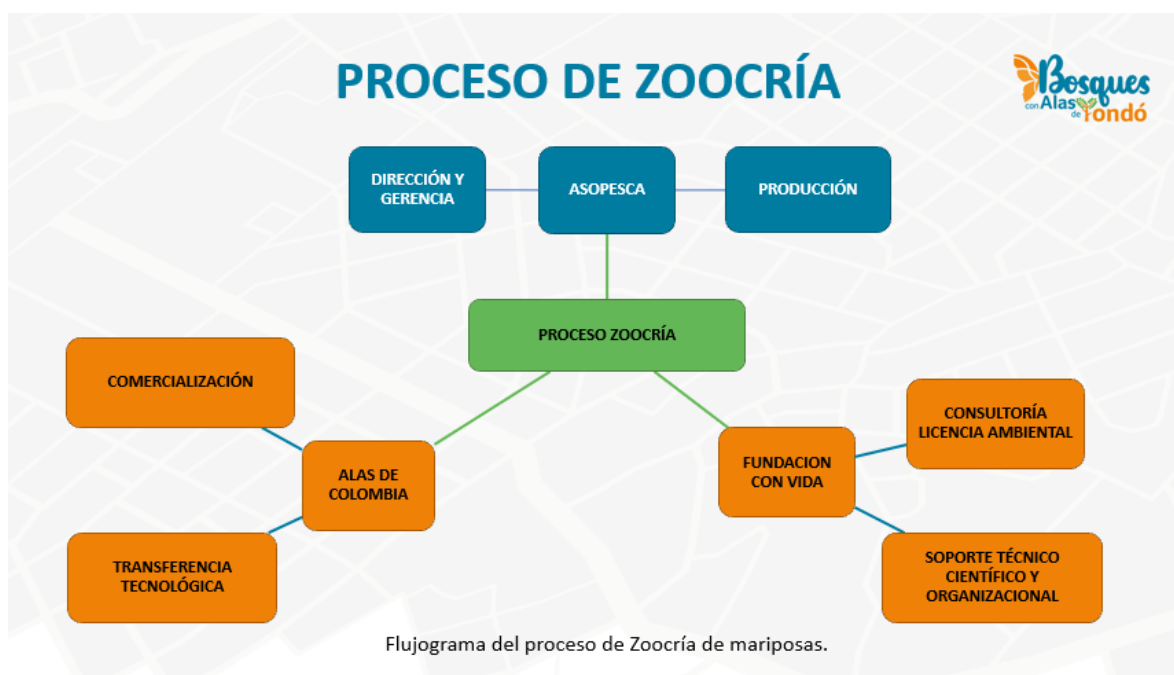 PROCESO DE ZOOCRÍA
Bosques
con Alas
de Yondó
DIRECCIÓN Y
GERENCIA
ASOPESCA
PRODUCCIÓN
PROCESO ZOOCRÍA
COMERCIALIZACIÓN
ALAS DE
COLOMBIA
TRANSFERENCIA
TECNOLÓGICA
FUNDACION
CON VIDA
CONSULTORÍA
LICENCIA AMBIENTAL
SOPORTE TÉCNICO
CIENTÍFICO Y
ORGANIZACIONAL
Flujograma del proceso de Zoocría de mariposas.